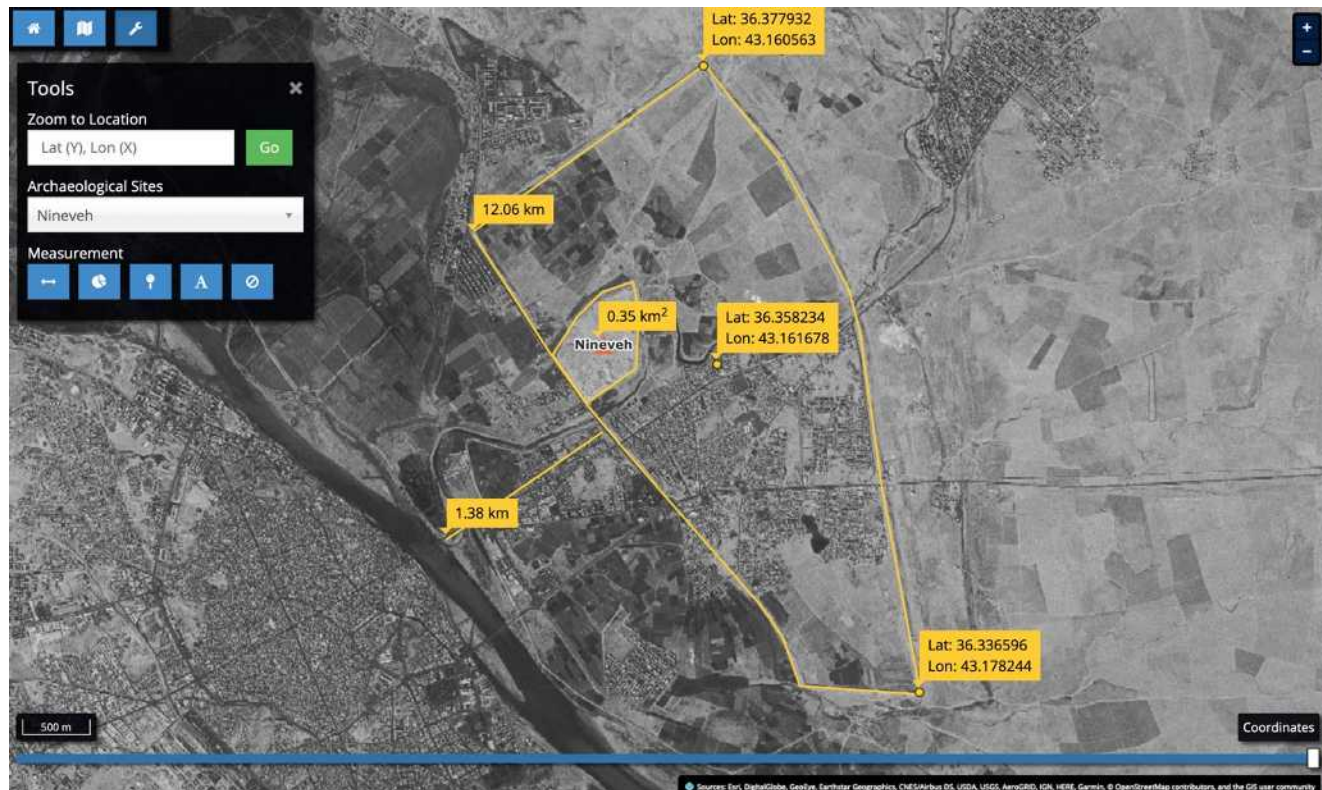 Lat: 36.377932
Lon: 43.160563
+
−
Tools
×
Zoom to Location
Lat (Y), Lon (X)
Go
Archaeological Sites
Nineveh
Measurement
A
12.06 km
0.35 km²
Nineveh
Lat: 36.358234
Lon: 43.161678
1.38 km
Lat: 36.336596
Lon: 43.178244
500 m
Coordinates
Sources: Esri, DigitalGlobe, GeoEye, Earthstar Geographics, CNES/Airbus DS, USDA, USGS, AeroGRID, IGN, HERE, Garmin, © OpenStreetMap contributors, and the GIS user community